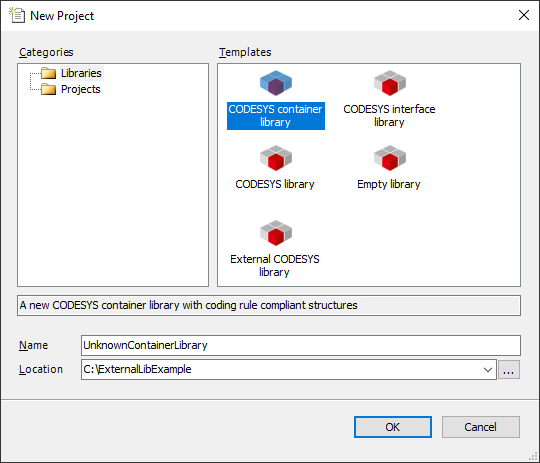 New Project
Categories
Templates
Libraries
Projects
CODESYS container
library
CODESYS interface
library
CODESYS library
Empty library
External CODESYS
library
A new CODESYS container library with coding rule compliant structures
Name
UnknownContainerLibrary
Location
C:\ExternalLibExample
...
OK
Cancel